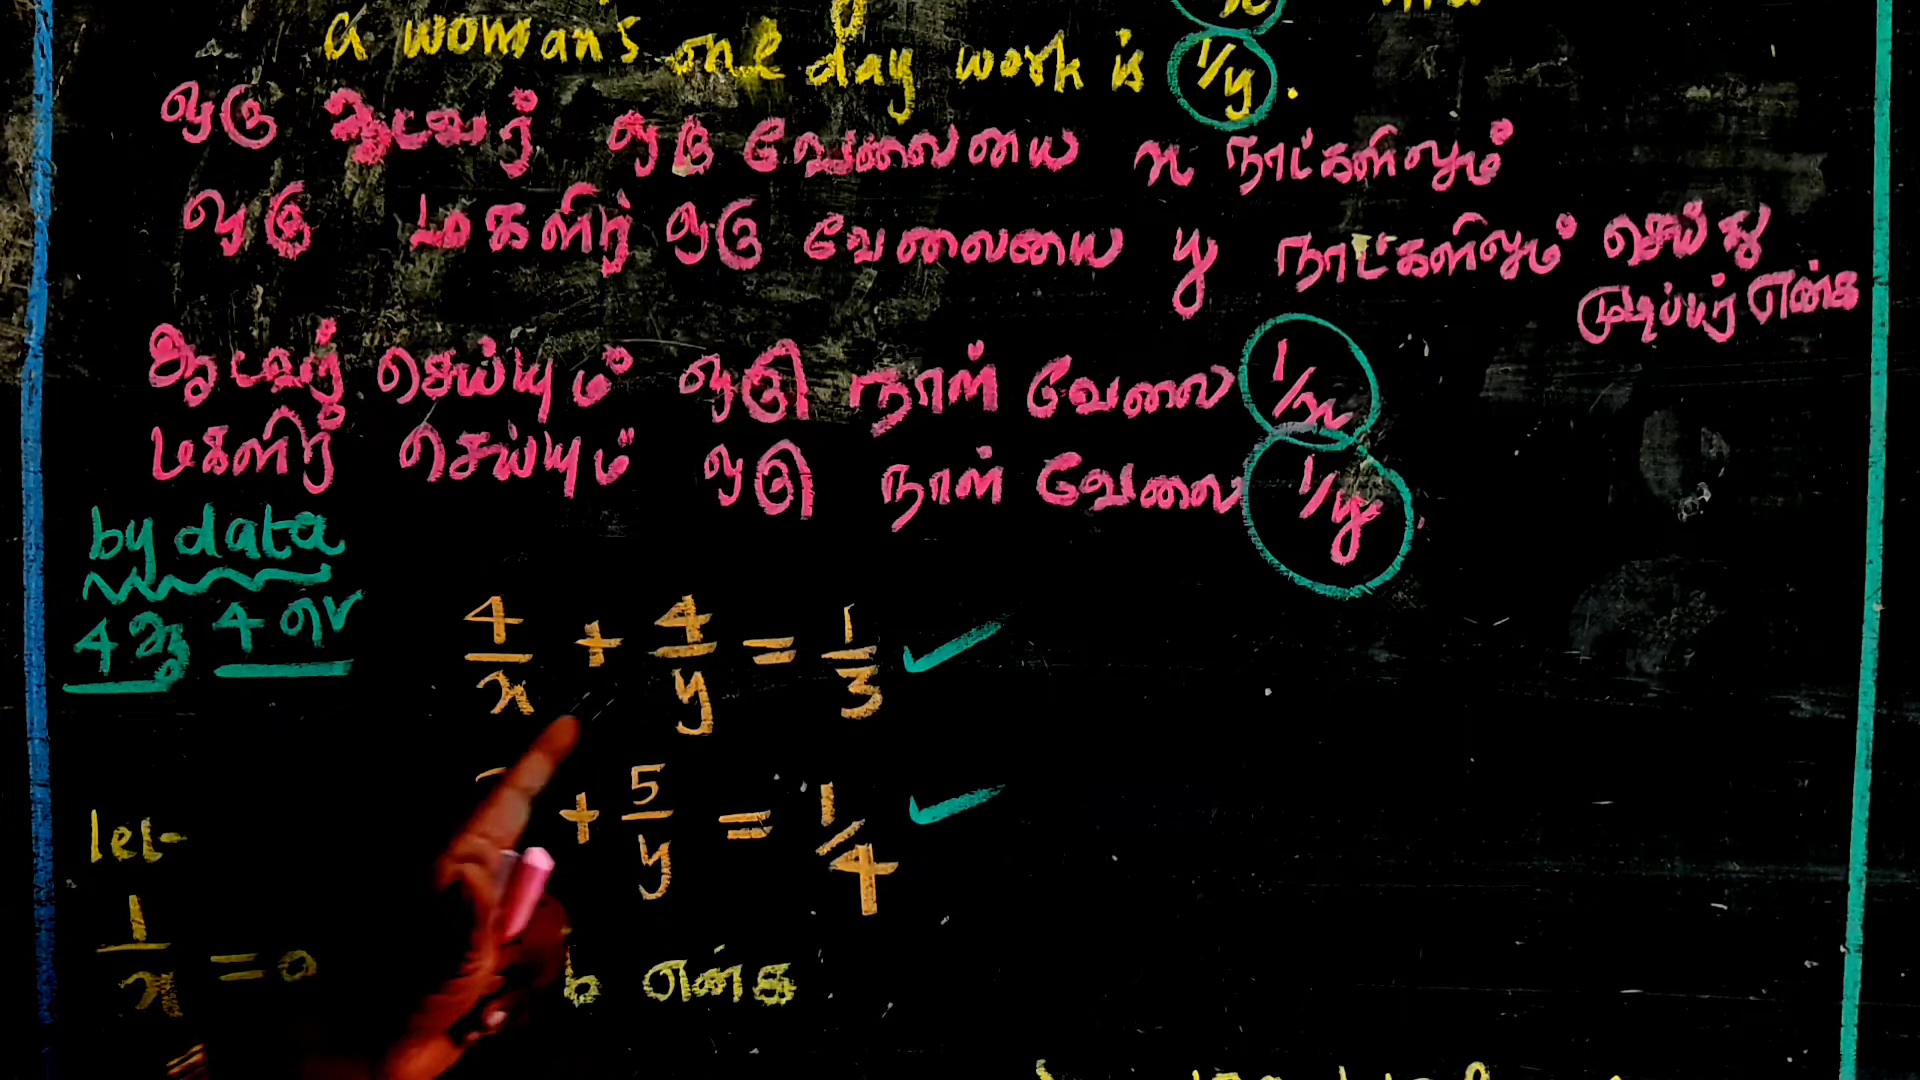 a woman's one day work is 1/y.
ஒரு ஆடவர் ஒரு வேலையை x நாட்களிலும்
ஒரு மகளிர் ஒரு வேலையை y நாட்களிலும் செய்து
முடிப்பர் என்க
ஆடவர் செய்யும் ஒரு நாள் வேலை 1/x
மகளிர் செய்யும் ஒரு நாள் வேலை 1/y
by data
4ஆ 4 எ
4/x + 4/y = 1/3
+ 5/y = 1/4
let
1/x = a
b என்க